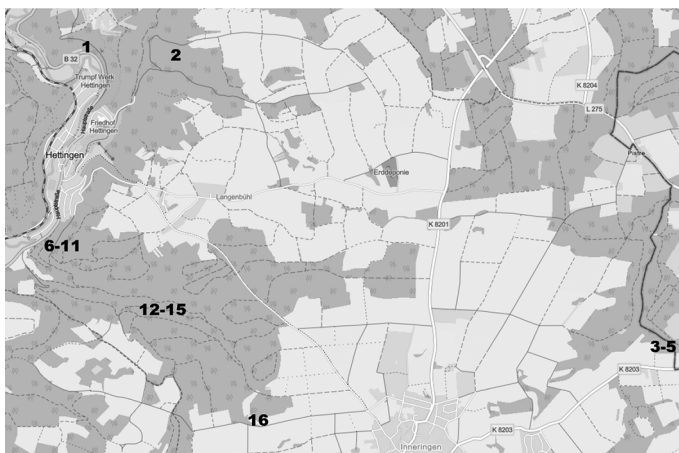 1
2
B 32
Trumpf Werk
Hettingen
K 8204
L 275
Friedhof
Hettingen
Hettingen
Erddeponie
Langenbühl
K 8201
6-11
12-15
3-5
K 8203
16
K 8203
Inneringen